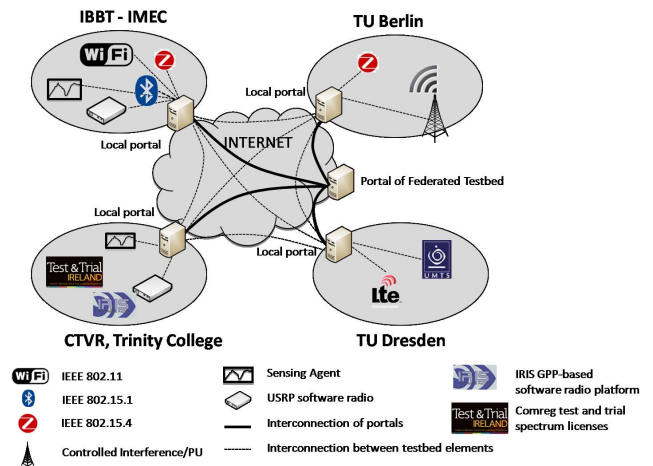 IBBT - IMEC
TU Berlin
WiFi
Z
Z
Local portal
Local portal
INTERNET
Portal of Federated Testbed
Local portal
Local portal
Test & Trial
IRELAND
IRIS
Lte
UMTS
CTVR, Trinity College
TU Dresden
WiFi IEEE 802.11
IEEE 802.15.1
Z IEEE 802.15.4
Controlled Interference/PU
Sensing Agent
USRP software radio
Interconnection of portals
Interconnection between testbed elements
IRIS
IRIS GPP-based
software radio platform
Test & Trial
IRELAND
Comreg test and trial
spectrum licenses